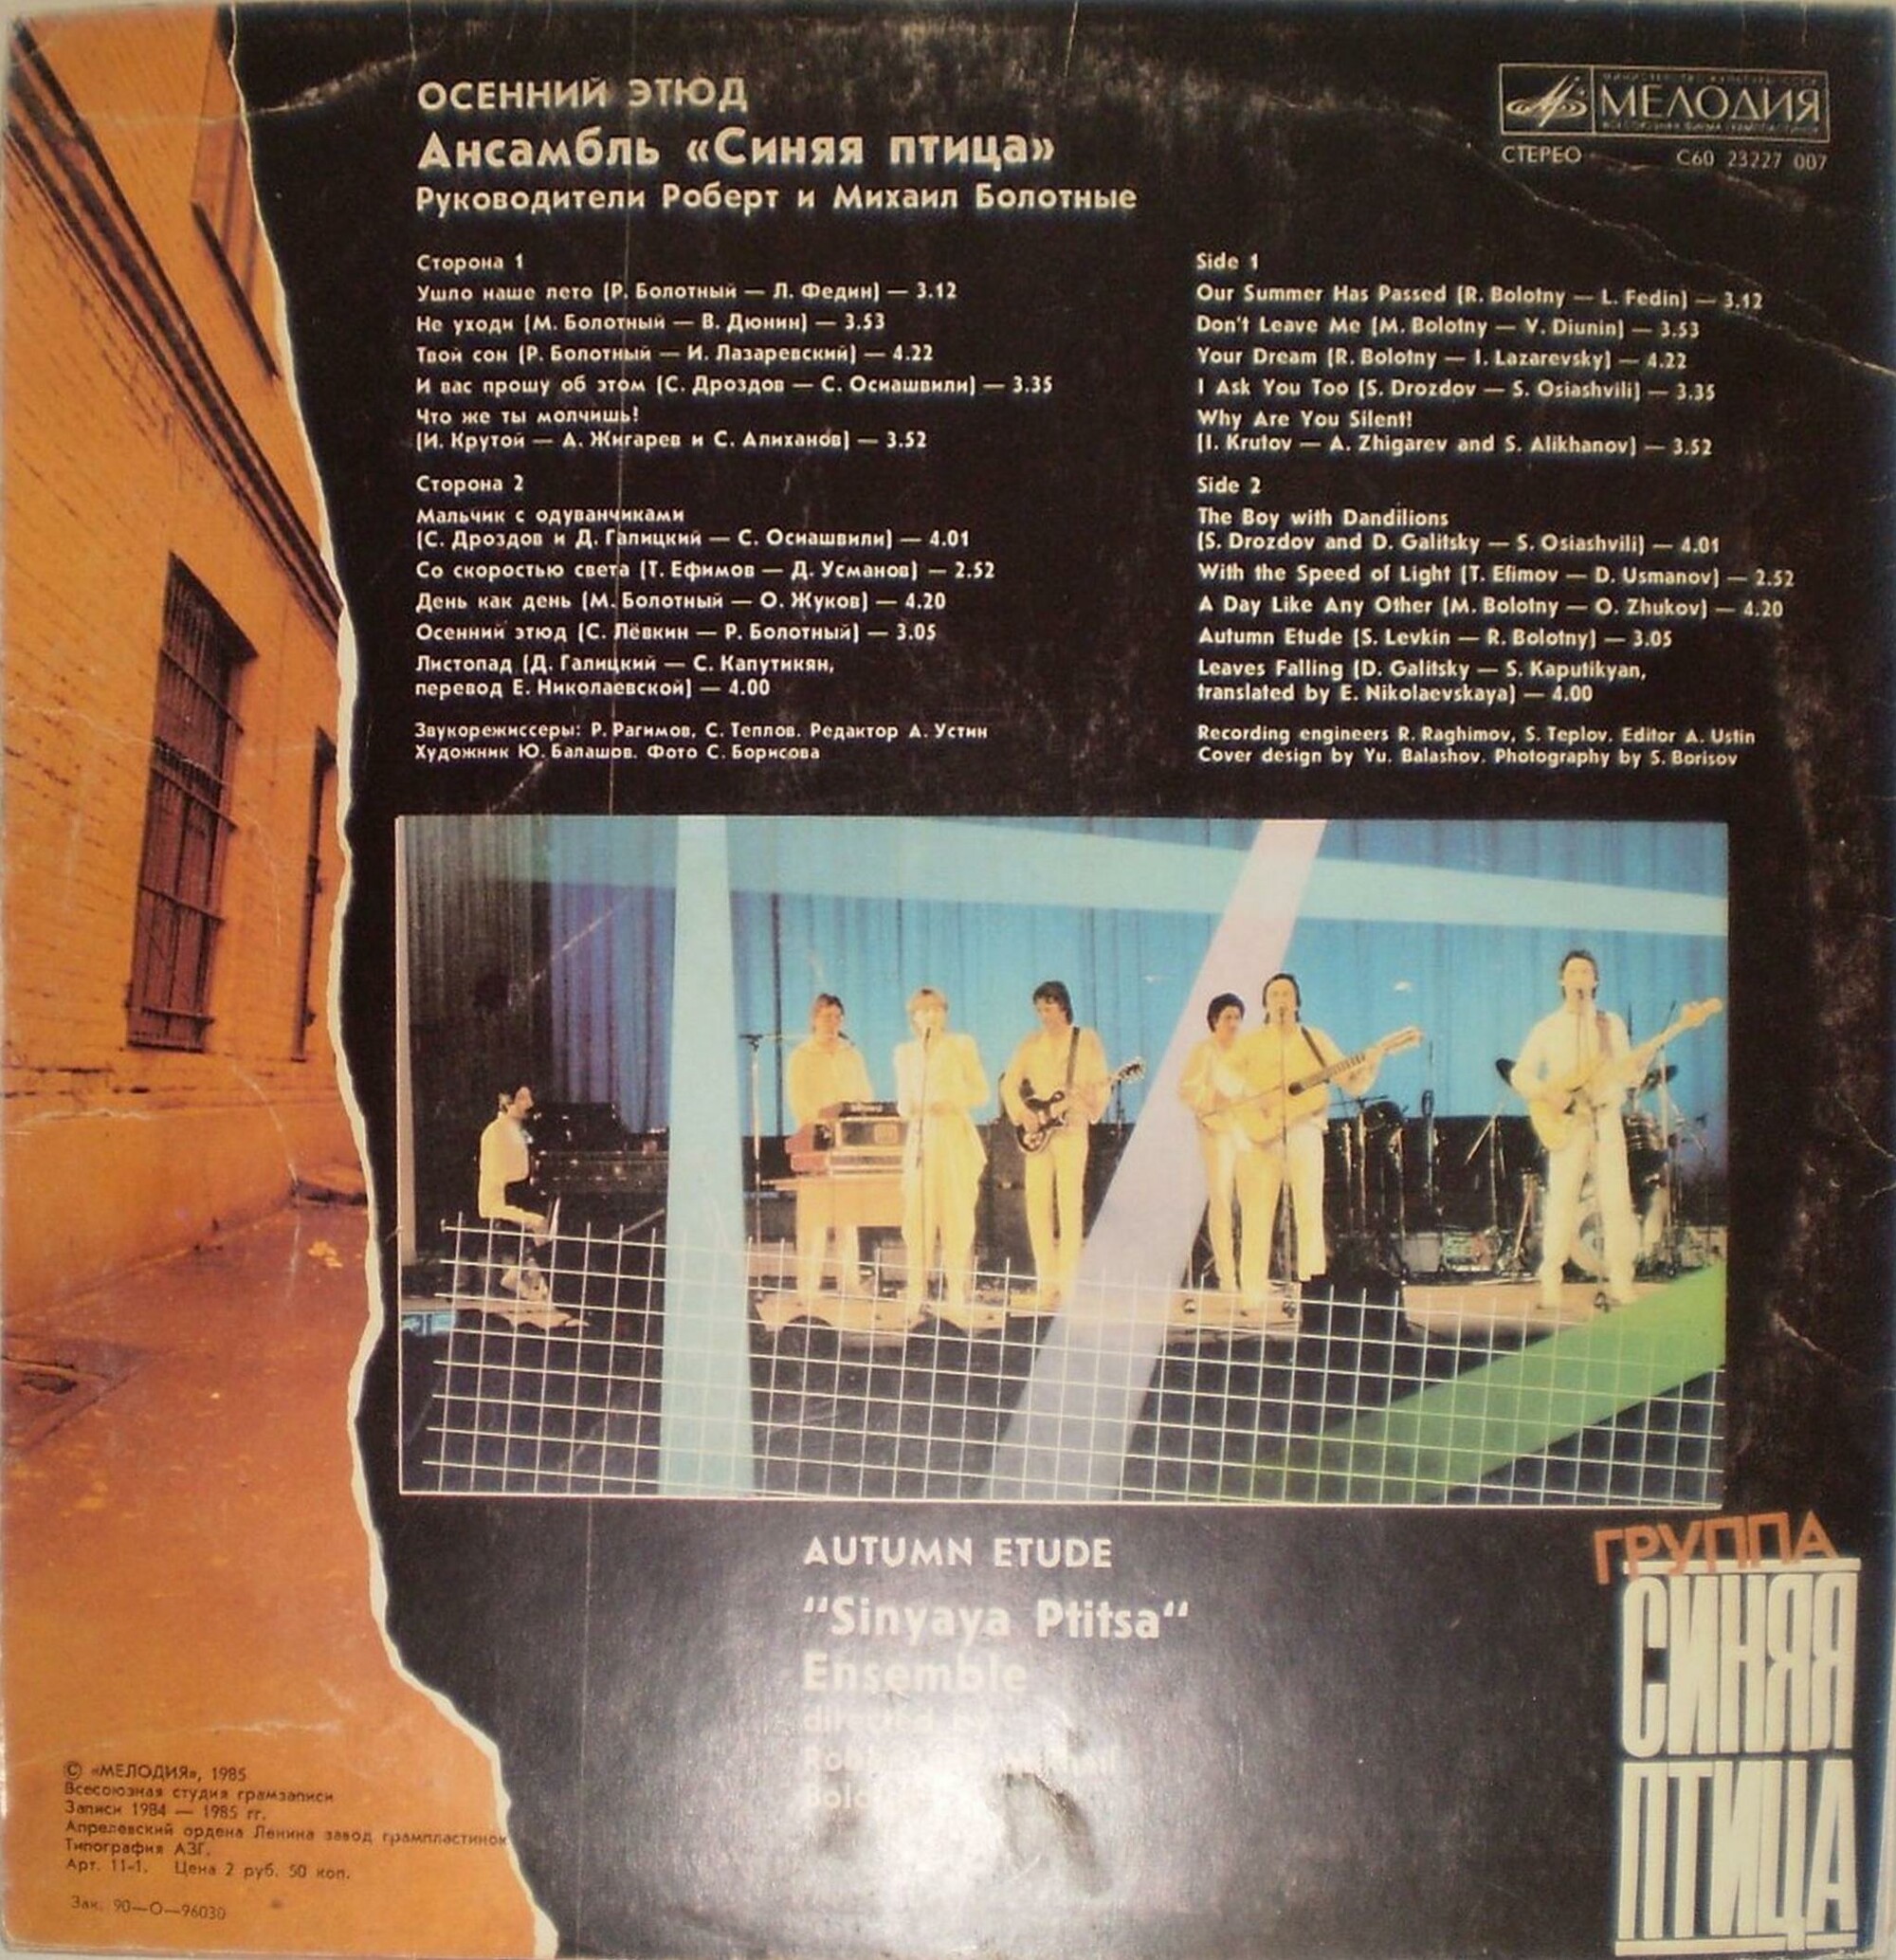 ОСЕННИЙ ЭТЮД
Ансамбль «Синяя птица»
Руководители Роберт и Михаил Болотные
МЕЛОДИЯ
СТЕРЕО С60 23227 007
Сторона 1
Ушло наше лето (Р. Болотный — Л. Федин) — 3.12
Не уходи (М. Болотный — В. Дюнин) — 3.53
Твой сон (Р. Болотный — И. Лазаревский) — 4.22
И вас прошу об этом (С. Дроздов — С. Осиашвили) — 3.35
Что же ты молчишь!
(И. Крутой — А. Жигарев и С. Алиханов) — 3.52
Сторона 2
Мальчик с одуванчиками
(С. Дроздов и Д. Галицкий — С. Осиашвили) — 4.01
Со скоростью света (Т. Ефимов — Д. Усманов) — 2.52
День как день (М. Болотный — О. Жуков) — 4.20
Осенний этюд (С. Лёвкин — Р. Болотный) — 3.05
Листопад (Д. Галицкий — С. Капутикян,
перевод Е. Николаевской) — 4.00
Звукорежиссеры: Р. Рагимов, С. Теплов. Редактор А. Устин
Художник Ю. Балашов. Фото С. Борисова
Side 1
Our Summer Has Passed (R. Bolotny — L. Fedin) — 3.12
Don't Leave Me (M. Bolotny — V. Diunin) — 3.53
Your Dream (R. Bolotny — I. Lazarevsky) — 4.22
I Ask You Too (S. Drozdov — S. Osiashvili) — 3.35
Why Are You Silent!
(I. Krutov — A. Zhigarev and S. Alikhanov) — 3.52
Side 2
The Boy with Dandilions
(S. Drozdov and D. Galitsky — S. Osiashvili) — 4.01
With the Speed of Light (T. Efimov — D. Usmanov) — 2.52
A Day Like Any Other (M. Bolotny — O. Zhukov) — 4.20
Autumn Etude (S. Levkin — R. Bolotny) — 3.05
Leaves Falling (D. Galitsky — S. Kaputikyan,
translated by E. Nikolaevskaya) — 4.00
Recording engineers R. Raghimov, S. Teplov. Editor A. Ustin
Cover design by Yu. Balashov. Photography by S. Borisov
AUTUMN ETUDE
"Sinyaya Ptitsa"
Ensemble
directed
ГРУППА
СИНЯЯ
ПТИЦА
© «МЕЛОДИЯ», 1985
Всесоюзная студия грамзаписи
Записи 1984 — 1985 гг.
Апрелевский ордена Ленина завод грампластинок
Типография АЗГ.
Арт. 11-1. Цена 2 руб. 50 коп.
Зак. 90—О—96030